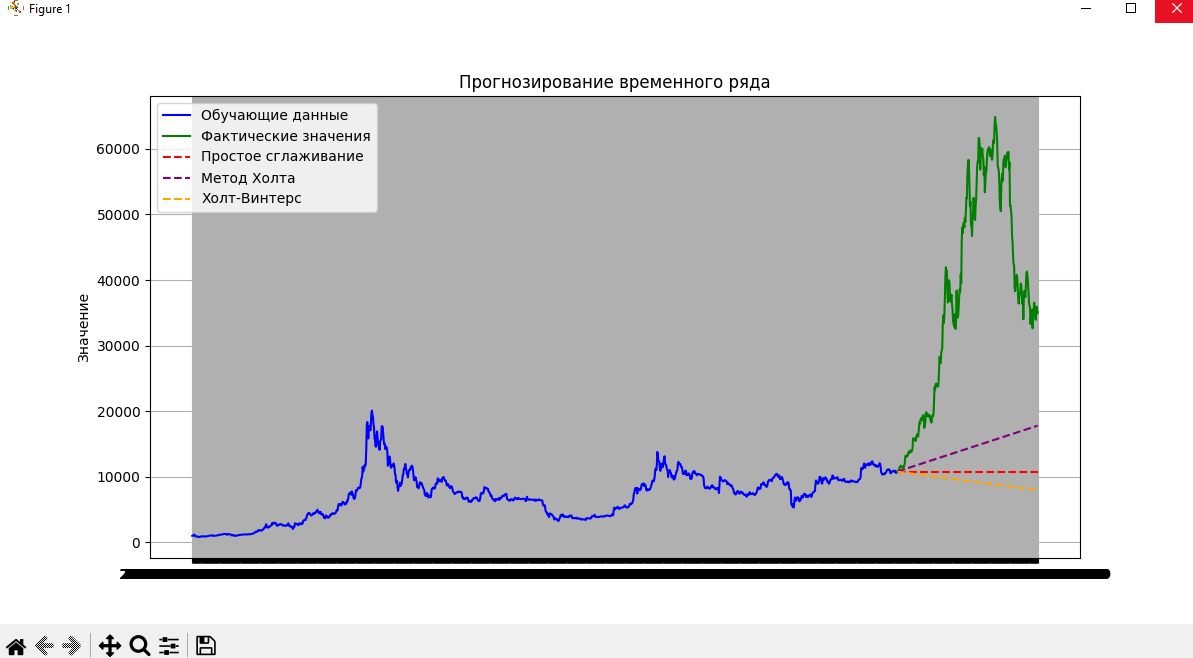 Figure 1
Прогнозирование временного ряда
Обучающие данные
Фактические значения
Простое сглаживание
Метод Холта
Холт-Винтерс
Значение
60000
50000
40000
30000
20000
10000
0